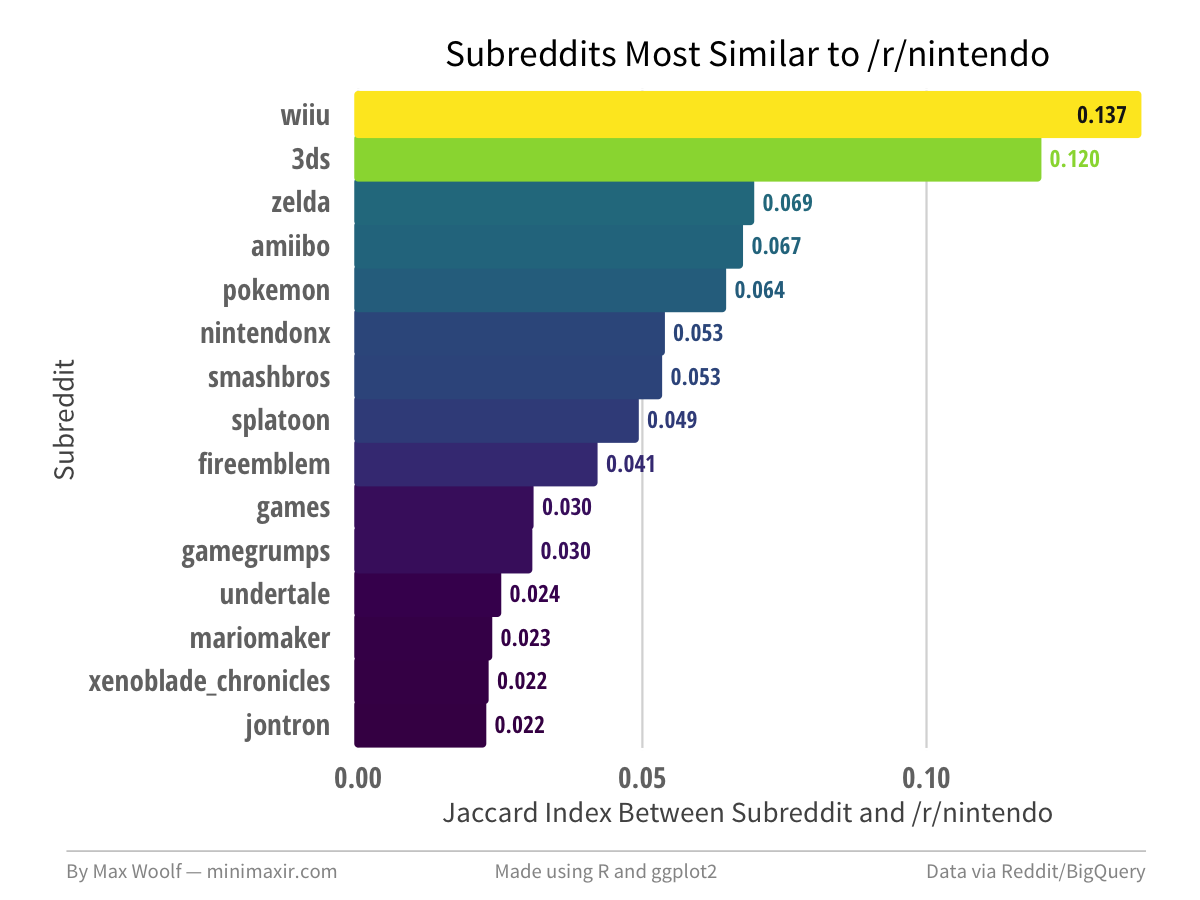 Subreddits Most Similar to /r/nintendo
wiiu 0.137
3ds 0.120
zelda 0.069
amiibo 0.067
pokemon 0.064
nintendonx 0.053
smashbros 0.053
splatoon 0.049
fireemblem 0.041
games 0.030
gamegrumps 0.030
undertale 0.024
mariomaker 0.023
xenoblade_chronicles 0.022
jontron 0.022
Subreddit
0.00 0.05 0.10
Jaccard Index Between Subreddit and /r/nintendo
By Max Woolf — minimaxir.com Made using R and ggplot2 Data via Reddit/BigQuery